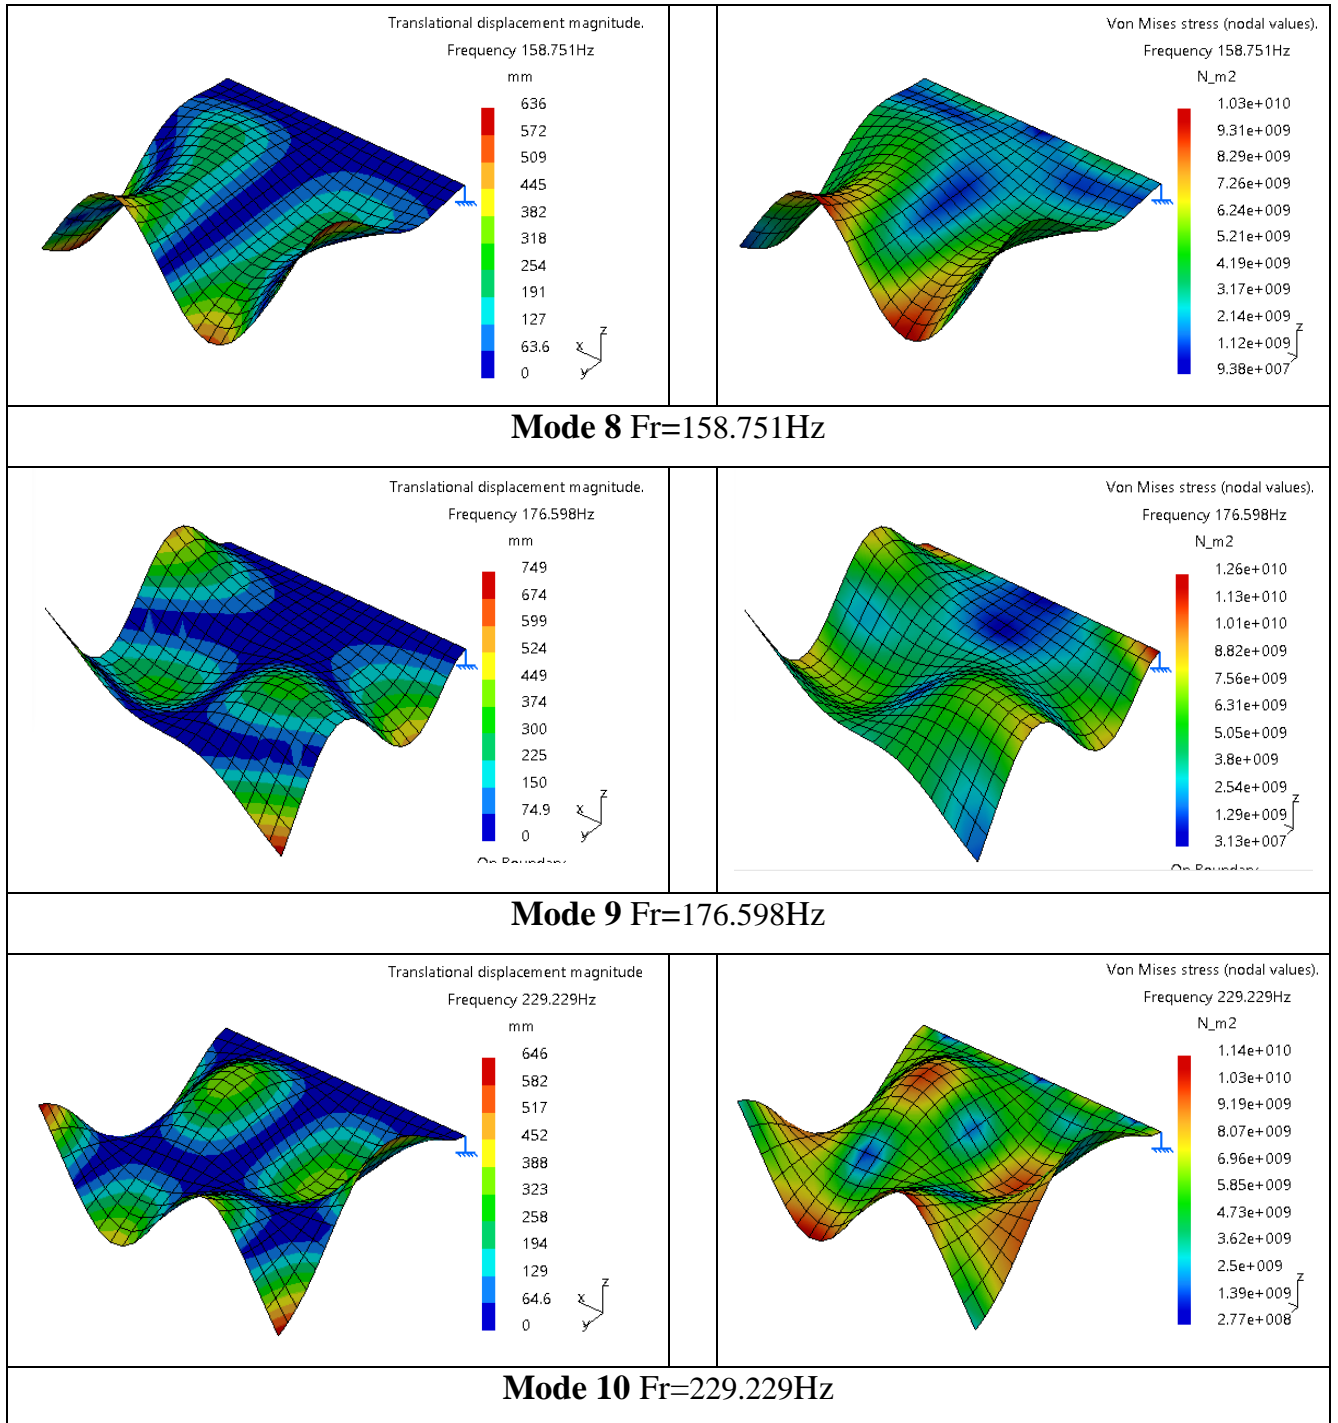 Translational displacement magnitude.
Frequency 158.751Hz
mm
636
572
509
445
382
318
254
191
127
63.6
0
x
y
z
Von Mises stress (nodal values).
Frequency 158.751Hz
N_m2
1.03e+010
9.31e+009
8.29e+009
7.26e+009
6.24e+009
5.21e+009
4.19e+009
3.17e+009
2.14e+009
1.12e+009
9.38e+007
z
Mode 8 Fr=158.751Hz
Translational displacement magnitude.
Frequency 176.598Hz
mm
749
674
599
524
449
374
300
225
150
74.9
0
x
y
z
On Boundary
Von Mises stress (nodal values).
Frequency 176.598Hz
N_m2
1.26e+010
1.13e+010
1.01e+010
8.82e+009
7.56e+009
6.31e+009
5.05e+009
3.8e+009
2.54e+009
1.29e+009
3.13e+007
z
On Boundary
Mode 9 Fr=176.598Hz
Translational displacement magnitude
Frequency 229.229Hz
mm
646
582
517
452
388
323
258
194
129
64.6
0
x
y
z
Von Mises stress (nodal values).
Frequency 229.229Hz
N_m2
1.14e+010
1.03e+010
9.19e+009
8.07e+009
6.96e+009
5.85e+009
4.73e+009
3.62e+009
2.5e+009
1.39e+009
2.77e+008
z
Mode 10 Fr=229.229Hz